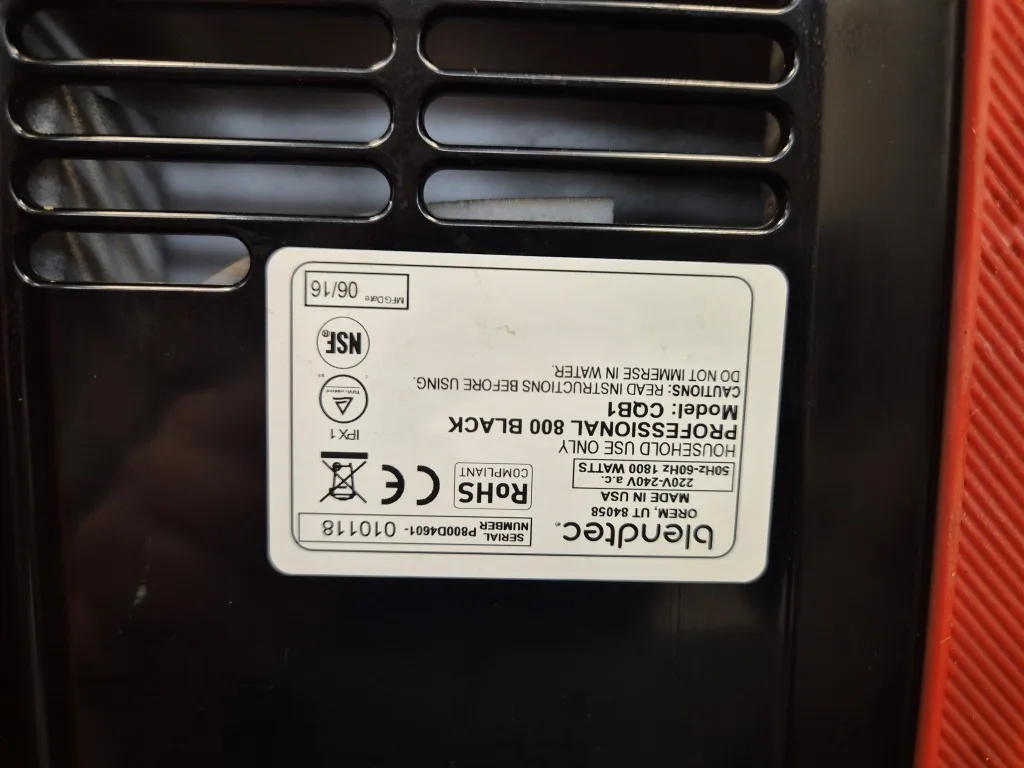 blendtec®
OREM, UT 84058
MADE IN USA
220V-240V a.c.
50Hz-60Hz 1800 WATTS
SERIAL NUMBER P800D4601- 010118
RoHS
COMPLIANT
CE
HOUSEHOLD USE ONLY
PROFESSIONAL 800 BLACK
Model: CQB1
CAUTIONS: READ INSTRUCTIONS BEFORE USING.
DO NOT IMMERSE IN WATER.
IPX1
NSF®
MFGDate 06/16